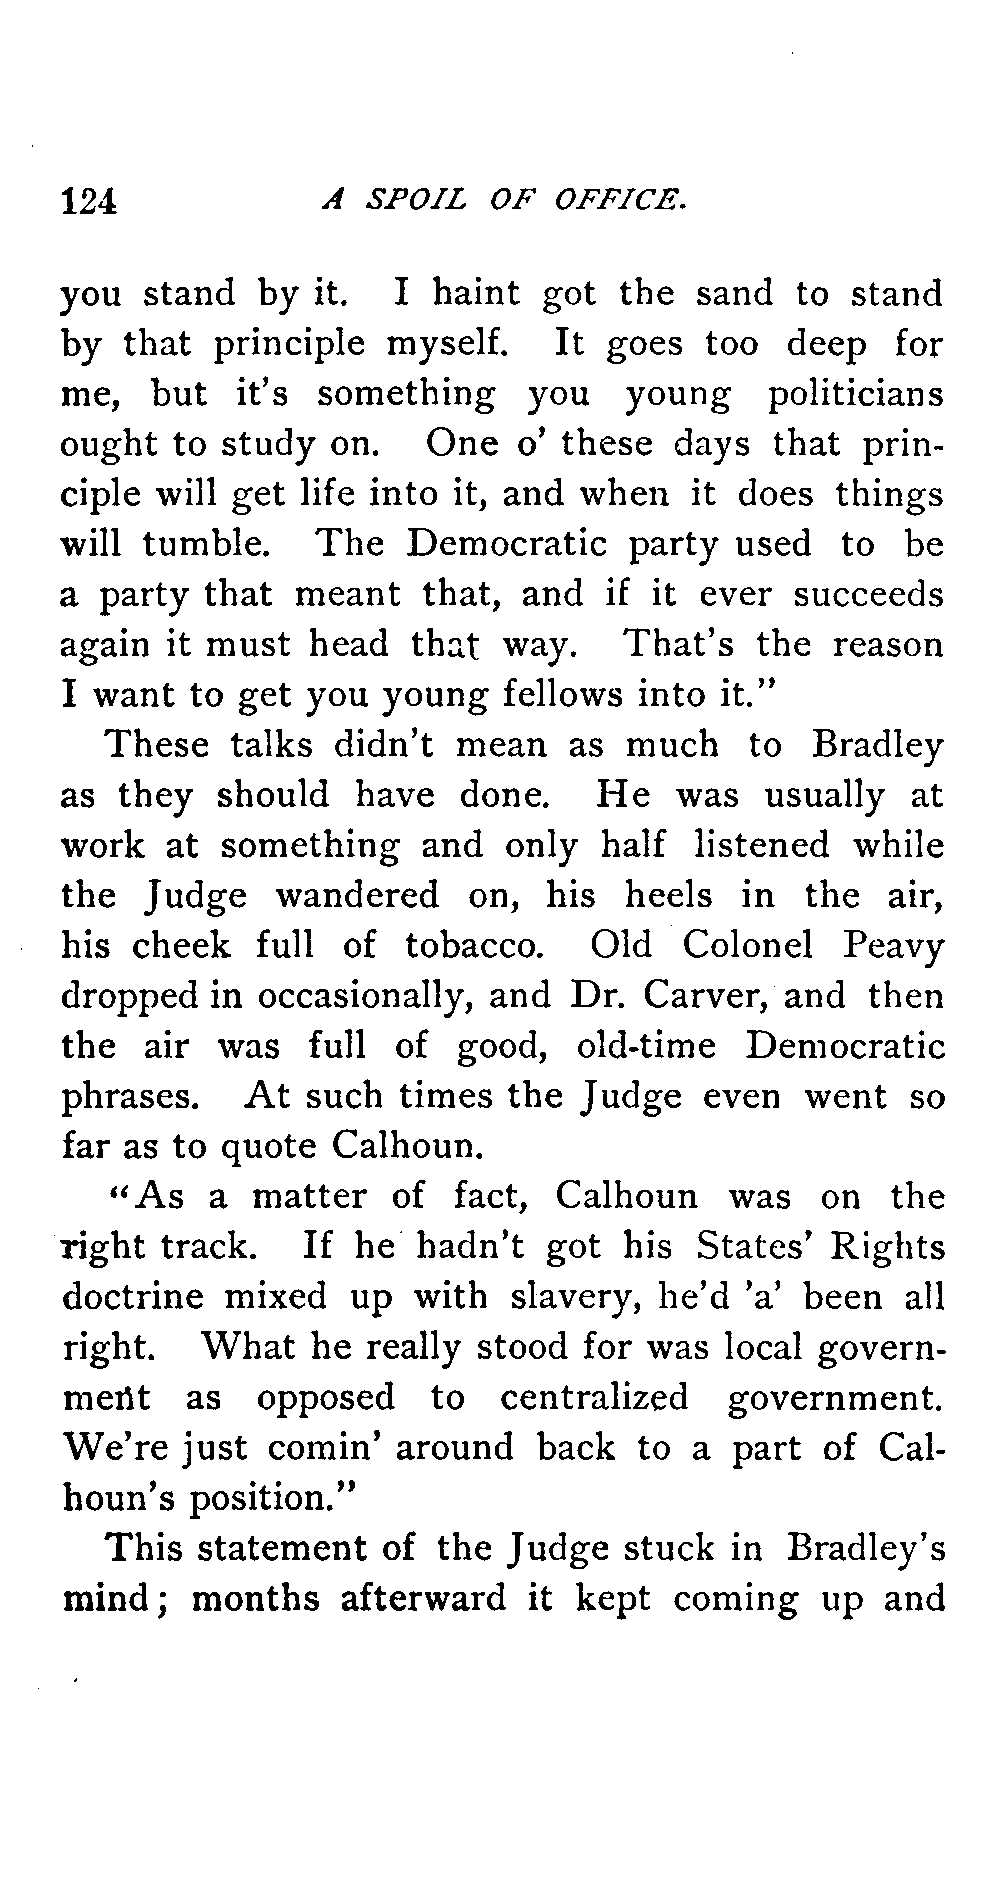 124 A SPOIL OF OFFICE.
you stand by it. I haint got the sand to stand
by that principle myself. It goes too deep for
me, but it's something you young politicians
ought to study on. One o' these days that prin-
ciple will get life into it, and when it does things
will tumble. The Democratic party used to be
a party that meant that, and if it ever succeeds
again it must head that way. That's the reason
I want to get you young fellows into it."
These talks didn't mean as much to Bradley
as they should have done. He was usually at
work at something and only half listened while
the Judge wandered on, his heels in the air,
his cheek full of tobacco. Old Colonel Peavy
dropped in occasionally, and Dr. Carver, and then
the air was full of good, old-time Democratic
phrases. At such times the Judge even went so
far as to quote Calhoun.
"As a matter of fact, Calhoun was on the
right track. If he hadn't got his States' Rights
doctrine mixed up with slavery, he'd 'a' been all
right. What he really stood for was local govern-
ment as opposed to centralized government.
We're just comin' around back to a part of Cal-
houn's position."
This statement of the Judge stuck in Bradley's
mind; months afterward it kept coming up and